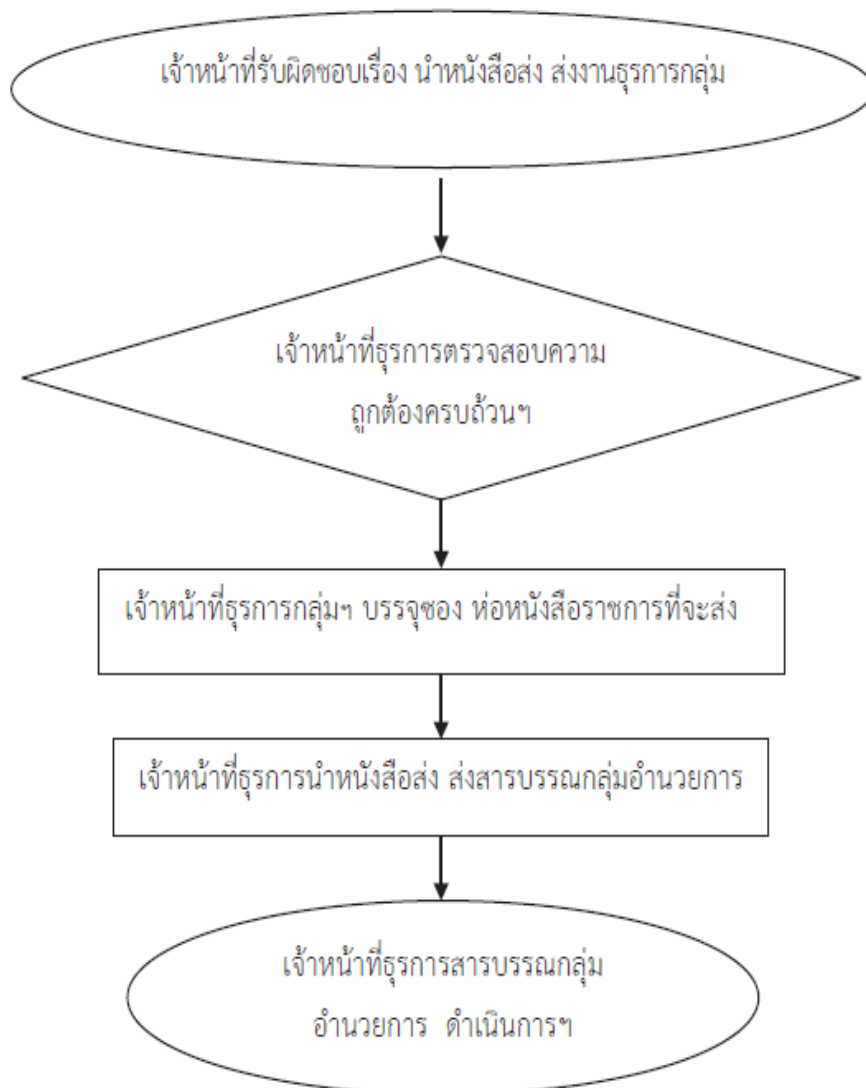 เจ้าหน้าที่รับผิดชอบเรื่อง นำหนังสือส่ง ส่งงานธุรการกลุ่ม
เจ้าหน้าที่ธุรการตรวจสอบความ
ถูกต้องครบถ้วนฯ
เจ้าหน้าที่ธุรการกลุ่มฯ บรรจุซอง ห่อหนังสือราชการที่จะส่ง
เจ้าหน้าที่ธุรการนำหนังสือส่ง ส่งสารบรรณกลุ่มอำนวยการ
เจ้าหน้าที่ธุรการสารบรรณกลุ่ม
อำนวยการ ดำเนินการฯ